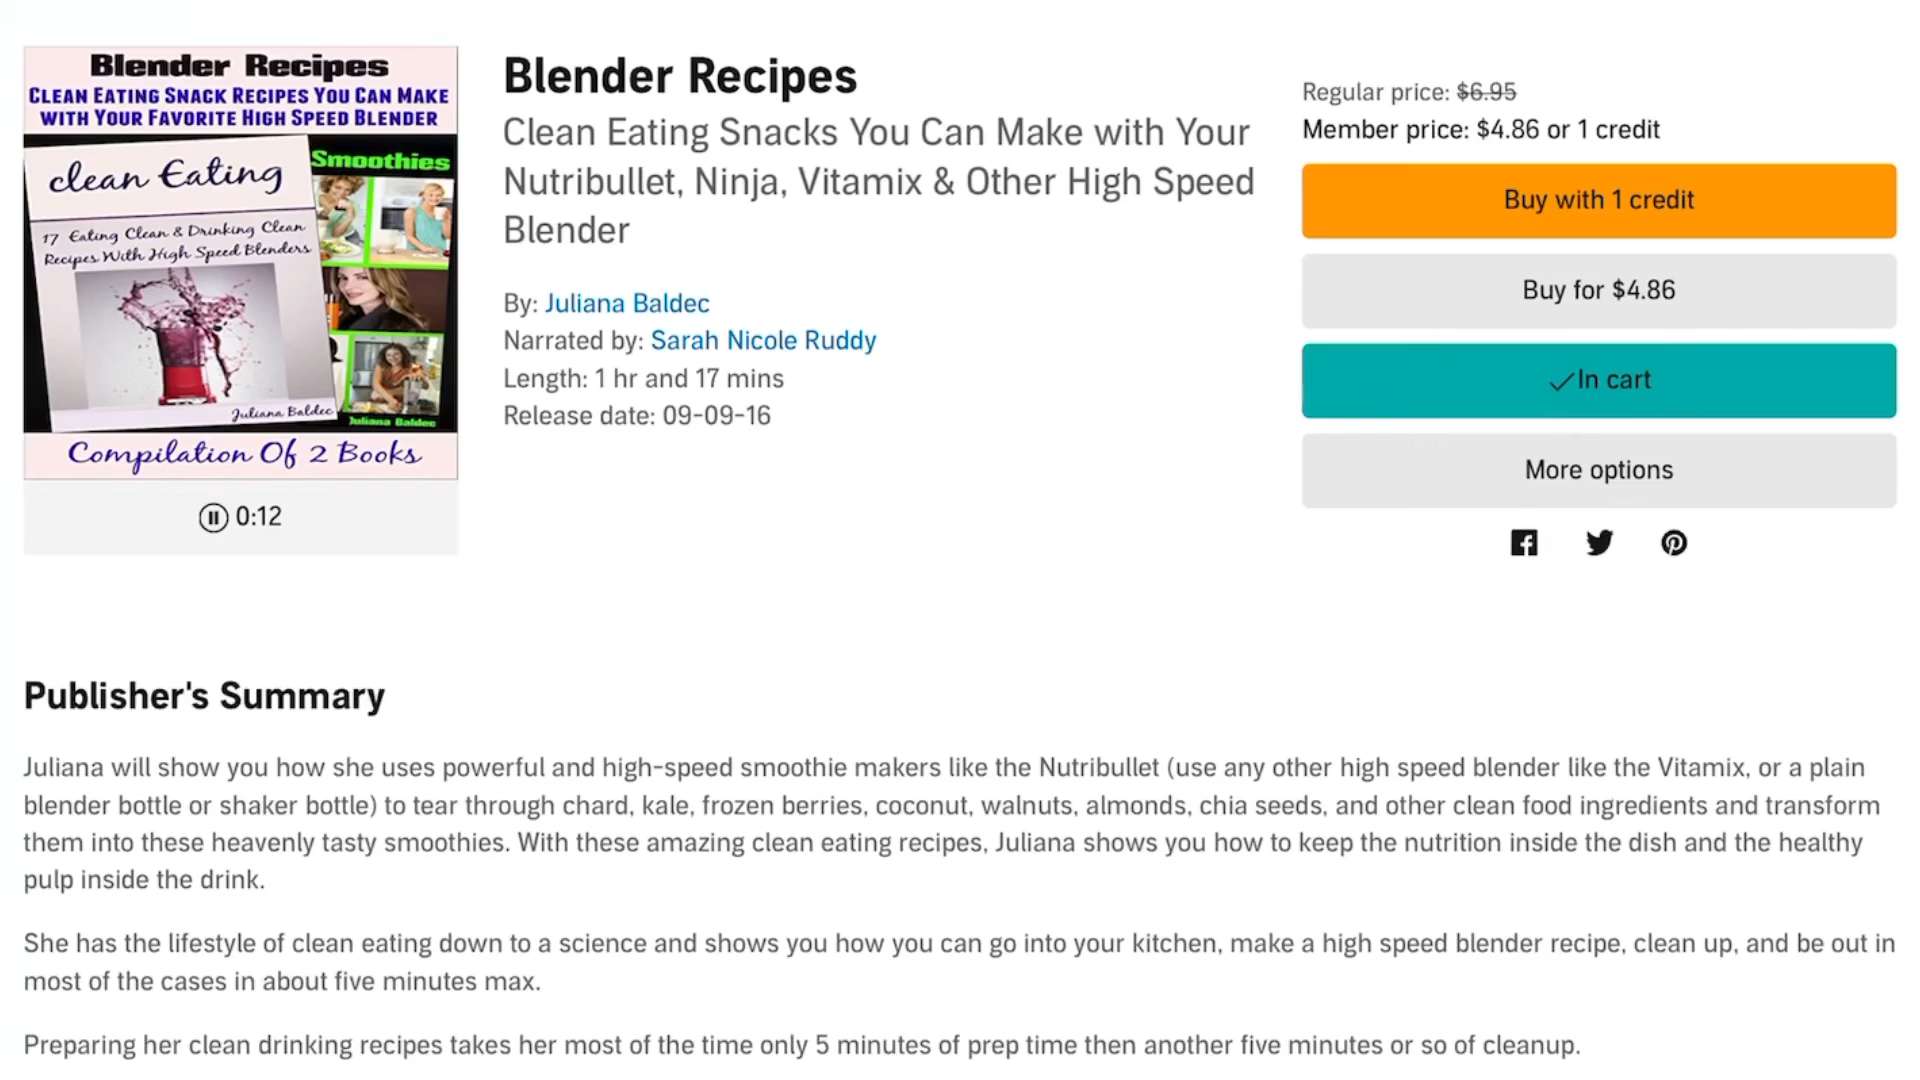 Blender Recipes
CLEAN EATING SNACK RECIPES YOU CAN MAKE
WITH YOUR FAVORITE HIGH SPEED BLENDER
clean Eating
Smoothies
17 Eating Clean & Drinking Clean
Recipes With High Speed Blenders
Juliana Baldec
Juliana Baldec
Compilation Of 2 Books
0:12
Blender Recipes
Clean Eating Snacks You Can Make with Your
Nutribullet, Ninja, Vitamix & Other High Speed
Blender
By: Juliana Baldec
Narrated by: Sarah Nicole Ruddy
Length: 1 hr and 17 mins
Release date: 09-09-16
Regular price: $6.95
Member price: $4.86 or 1 credit
Buy with 1 credit
Buy for $4.86
In cart
More options
Publisher's Summary
Juliana will show you how she uses powerful and high-speed smoothie makers like the Nutribullet (use any other high speed blender like the Vitamix, or a plain
blender bottle or shaker bottle) to tear through chard, kale, frozen berries, coconut, walnuts, almonds, chia seeds, and other clean food ingredients and transform
them into these heavenly tasty smoothies. With these amazing clean eating recipes, Juliana shows you how to keep the nutrition inside the dish and the healthy
pulp inside the drink.
She has the lifestyle of clean eating down to a science and shows you how you can go into your kitchen, make a high speed blender recipe, clean up, and be out in
most of the cases in about five minutes max.
Preparing her clean drinking recipes takes her most of the time only 5 minutes of prep time then another five minutes or so of cleanup.